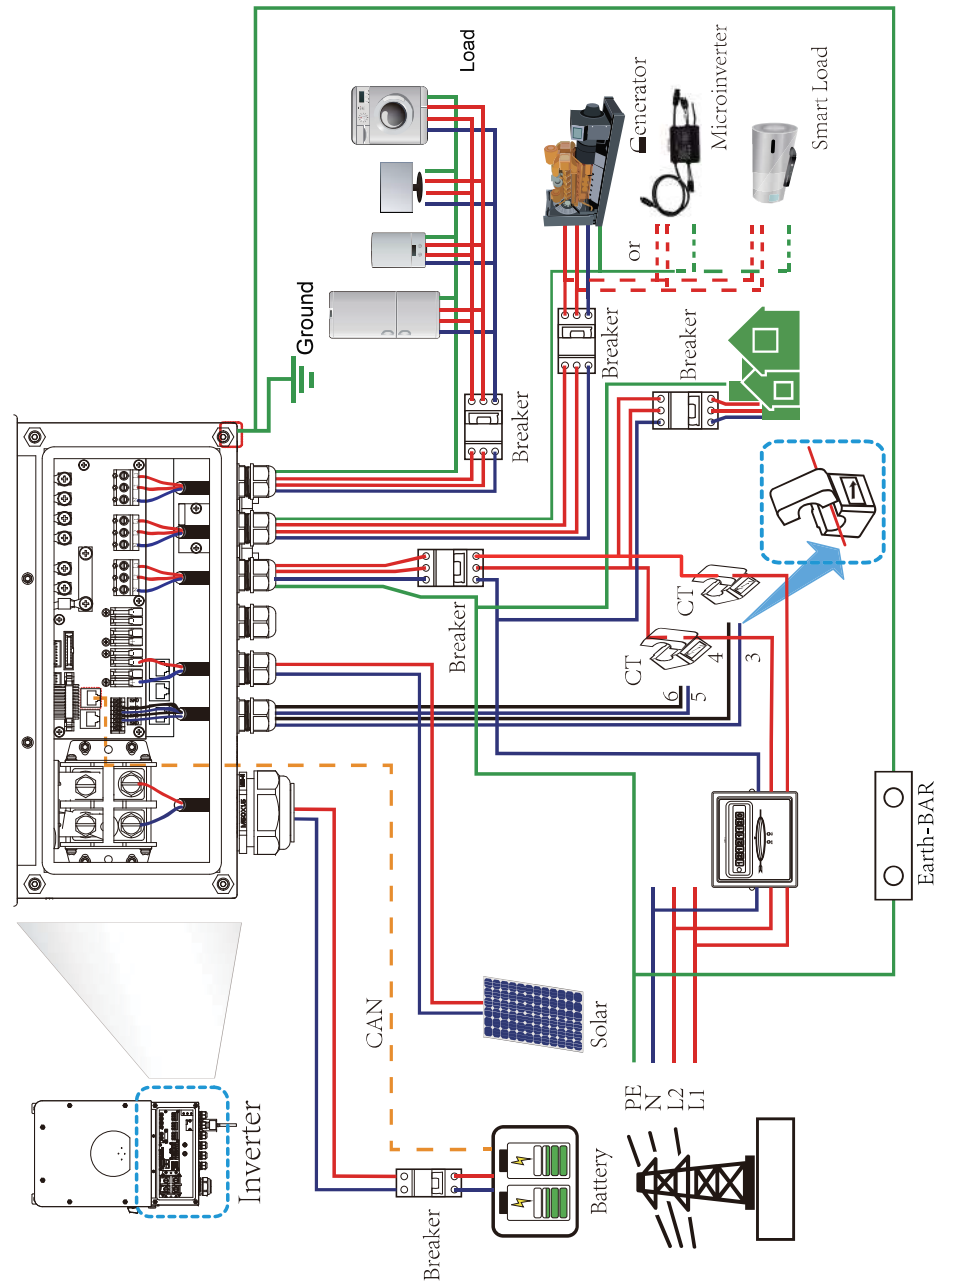 Load
Ground
Generator
Microinverter
Smart Load
or
Breaker
Breaker
Breaker
Breaker
CT
CT
4
3
6
5
Earth-BAR
CAN
Solar
PE
N
L2
L1
Inverter
Battery
Breaker